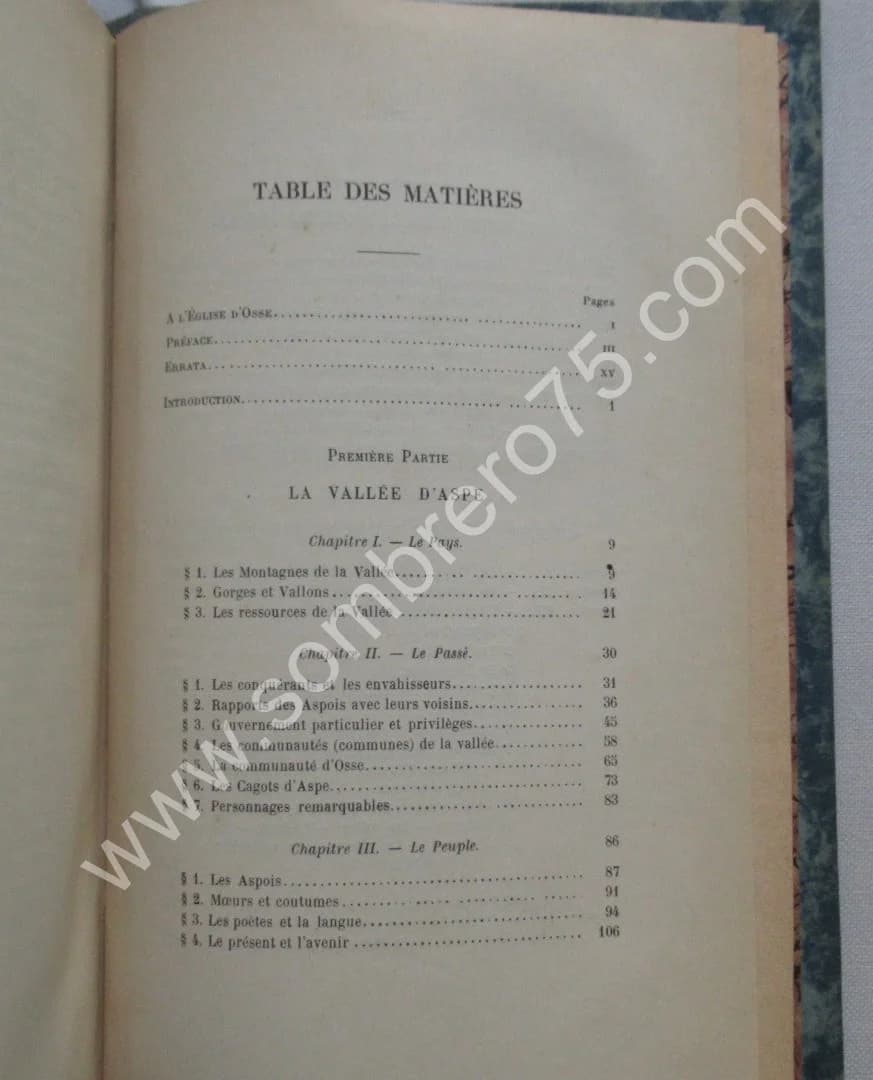 TABLE DES MATIÈRES
Pages
A L'ÉGLISE D'OSSE........................................ I
PRÉFACE........................................ III
ERRATA........................................ XV
INTRODUCTION........................................ 1
PREMIÈRE PARTIE
LA VALLÉE D'ASPE
Chapitre I. — Le Pays. 9
§ 1. Les Montagnes de la Vallée.................... 9
§ 2. Gorges et Vallons.................... 14
§ 3. Les ressources de la Vallée.................... 21
Chapitre II. — Le Passé. 30
§ 1. Les conquérants et les envahisseurs.................... 31
§ 2. Rapports des Aspois avec leurs voisins.................... 36
§ 3. Gouvernement particulier et privilèges.................... 45
§ 4. Les communautés (communes) de la vallée.................... 58
§ 5. La communauté d'Osse.................... 65
§ 6. Les Cagots d'Aspe.................... 73
§ 7. Personnages remarquables.................... 83
Chapitre III. — Le Peuple. 86
§ 1. Les Aspois.................... 87
§ 2. Mœurs et coutumes.................... 91
§ 3. Les poètes et la langue.................... 94
§ 4. Le présent et l'avenir.................... 106
www.sombrero75.com